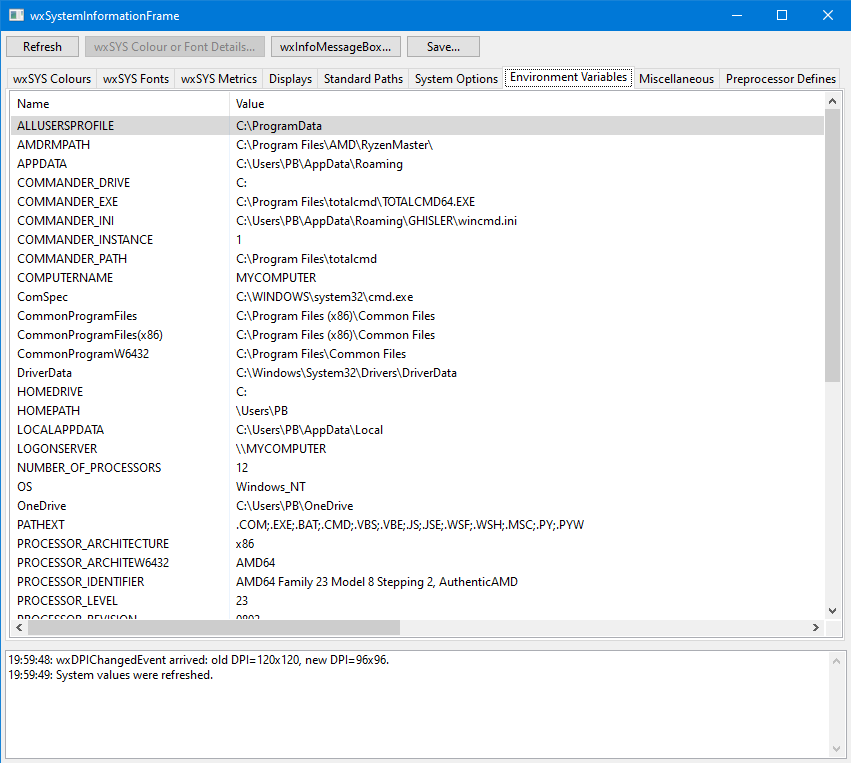 wxSystemInformationFrame
Refresh wxSYS Colour or Font Details... wxInfoMessageBox... Save...
wxSYS Colours wxSYS Fonts wxSYS Metrics Displays Standard Paths System Options Environment Variables Miscellaneous Preprocessor Defines
Name Value
ALLUSERSPROFILE C:\ProgramData
AMDRMPATH C:\Program Files\AMD\RyzenMaster\
APPDATA C:\Users\PB\AppData\Roaming
COMMANDER_DRIVE C:
COMMANDER_EXE C:\Program Files\totalcmd\TOTALCMD64.EXE
COMMANDER_INI C:\Users\PB\AppData\Roaming\GHISLER\wincmd.ini
COMMANDER_INSTANCE 1
COMMANDER_PATH C:\Program Files\totalcmd
COMPUTERNAME MYCOMPUTER
ComSpec C:\WINDOWS\system32\cmd.exe
CommonProgramFiles C:\Program Files (x86)\Common Files
CommonProgramFiles(x86) C:\Program Files (x86)\Common Files
CommonProgramW6432 C:\Program Files\Common Files
DriverData C:\Windows\System32\Drivers\DriverData
HOMEDRIVE C:
HOMEPATH \Users\PB
LOCALAPPDATA C:\Users\PB\AppData\Local
LOGONSERVER \\MYCOMPUTER
NUMBER_OF_PROCESSORS 12
OS Windows_NT
OneDrive C:\Users\PB\OneDrive
PATHEXT .COM;.EXE;.BAT;.CMD;.VBS;.VBE;.JS;.JSE;.WSF;.WSH;.MSC;.PY;.PYW
PROCESSOR_ARCHITECTURE x86
PROCESSOR_ARCHITEW6432 AMD64
PROCESSOR_IDENTIFIER AMD64 Family 23 Model 8 Stepping 2, AuthenticAMD
PROCESSOR_LEVEL 23
PROCESSOR_REVISION 0802
19:59:48: wxDPIChangedEvent arrived: old DPI=120x120, new DPI=96x96.
19:59:49: System values were refreshed.